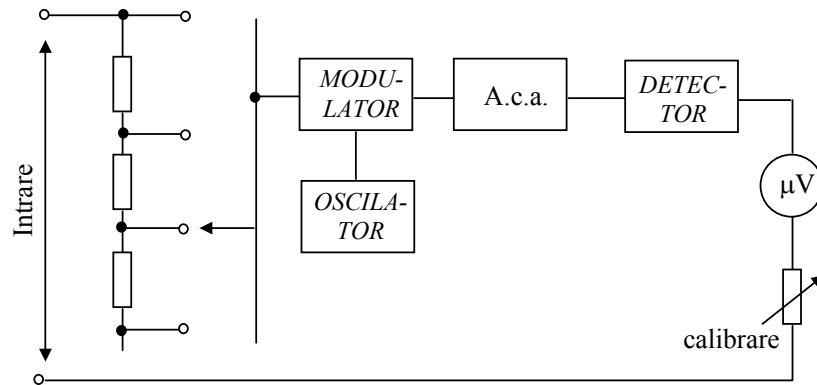 Intrare
MODU-
LATOR
A.c.a.
DETEC-
TOR
OSCILA-
TOR
μV
calibrare